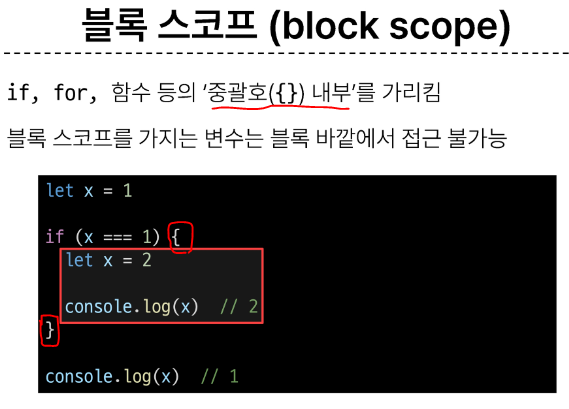 블록 스코프 (block scope)
if, for, 함수 등의 ‘중괄호({}) 내부’를 가리킴
블록 스코프를 가지는 변수는 블록 바깥에서 접근 불가능
let x = 1
if (x === 1) {
let x = 2
console.log(x) // 2
}
console.log(x) // 1